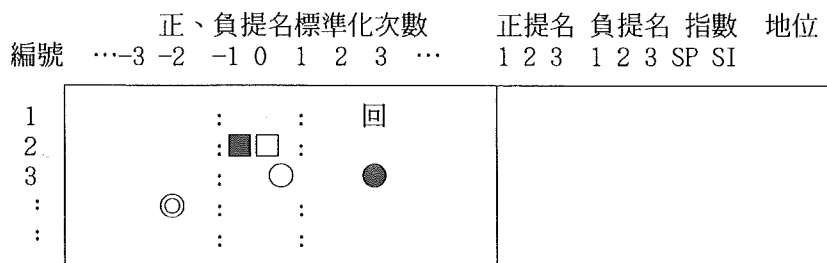 正、負提名標準化次數 正提名 負提名 指數 地位
編號 …-3 -2 -1 0 1 2 3 … 1 2 3 1 2 3 SP SI
1 : : 回
2 : :
3 :
: : :
: : :